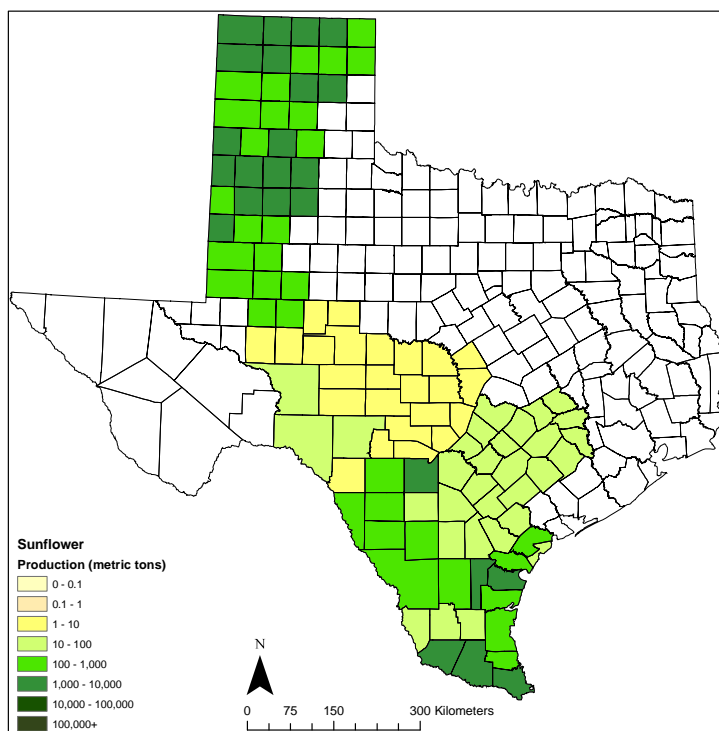 Sunflower
Production (metric tons)
0 - 0.1
0.1 - 1
1 - 10
10 - 100
100 - 1,000
1,000 - 10,000
10,000 - 100,000
100,000+
N
0 75 150 300 Kilometers